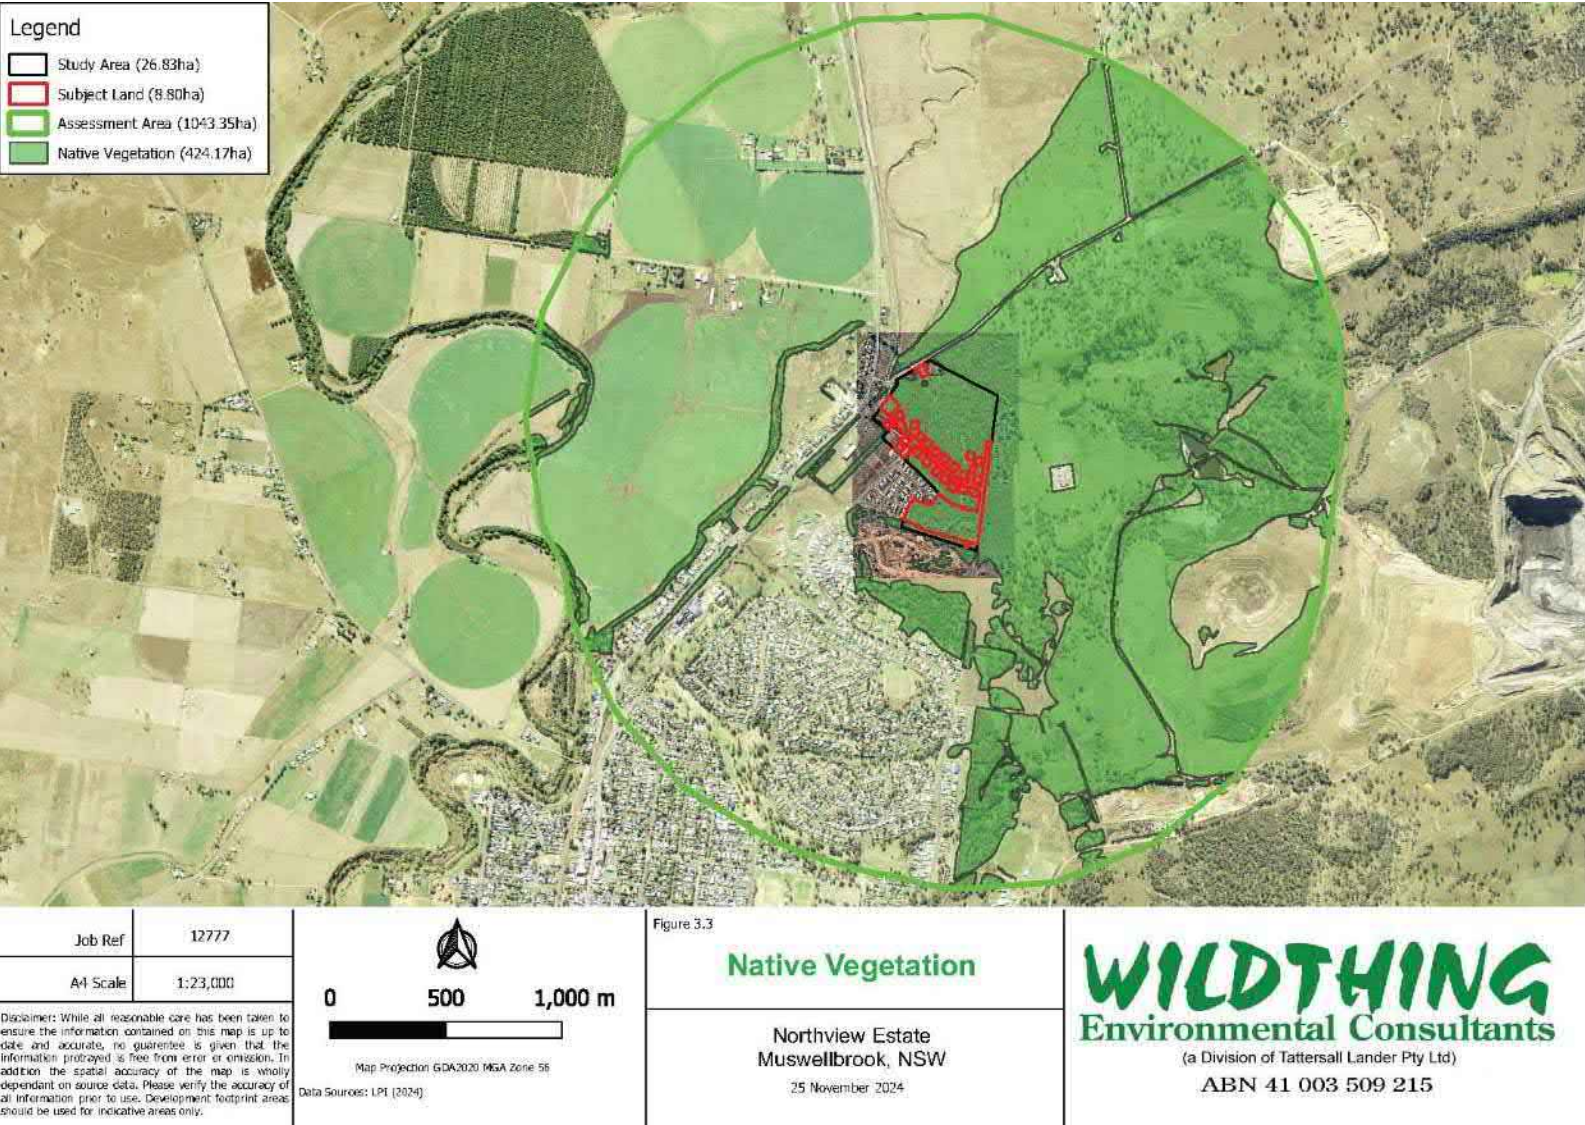 Legend
Study Area (26.83ha)
Subject Land (8.80ha)
Assessment Area (1043.35ha)
Native Vegetation (424.17ha)
Job Ref
12777
A4 Scale
1:23,000
Disclaimer: While all reasonable care has been taken to
ensure the information contained on this map is up to
date and accurate, no guarentee is given that the
information protrayed is free from error or omission. In
addition the spatial accuracy of the map is wholly
dependant on source data. Please verify the accuracy of
all information prior to use. Development footprint areas
should be used for indicative areas only.
0 500 1,000 m
Map Projection GDA2020 MGA Zone 56
Data Sources: LPI (2024)
Figure 3.3
Native Vegetation
Northview Estate
Muswellbrook, NSW
25 November 2024
WILDTHING
Environmental Consultants
(a Division of Tattersall Lander Pty Ltd)
ABN 41 003 509 215